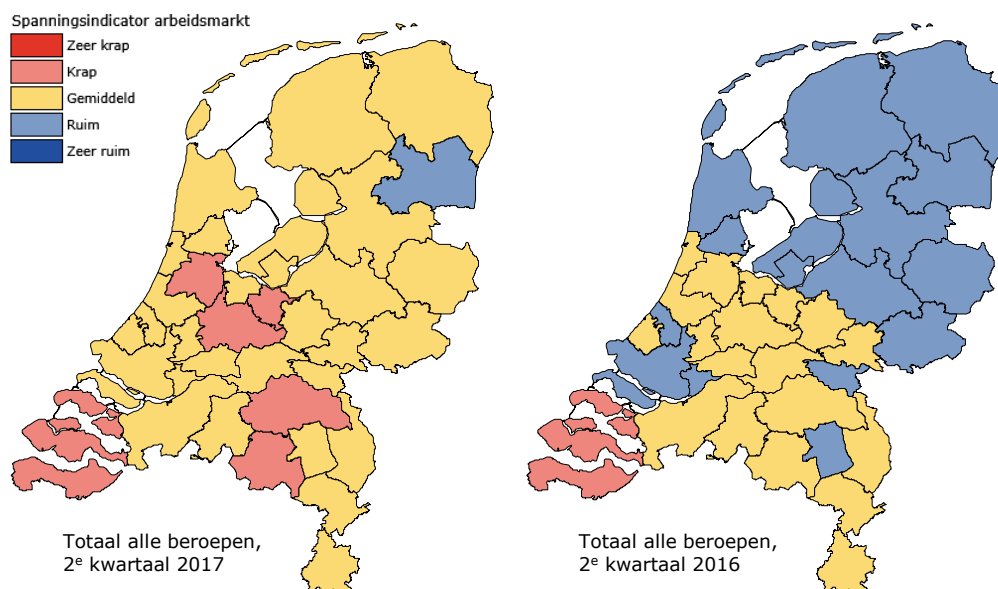 Spanningsindicator arbeidsmarkt
Zeer krap
Krap
Gemiddeld
Ruim
Zeer ruim
Totaal alle beroepen,
2e kwartaal 2017
Totaal alle beroepen,
2e kwartaal 2016